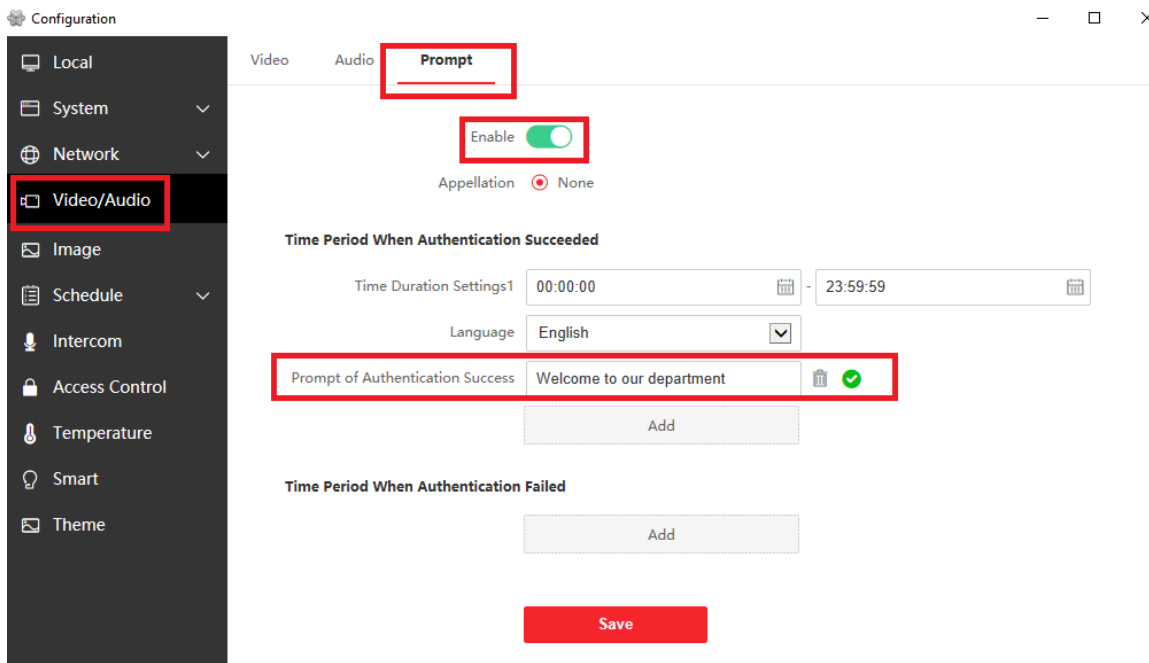 Configuration
Local
System
Network
Video/Audio
Image
Schedule
Intercom
Access Control
Temperature
Smart
Theme
Video Audio Prompt
Enable
Appellation None
Time Period When Authentication Succeeded
Time Duration Settings1 00:00:00 - 23:59:59
Language English
Prompt of Authentication Success Welcome to our department
Add
Time Period When Authentication Failed
Add
Save